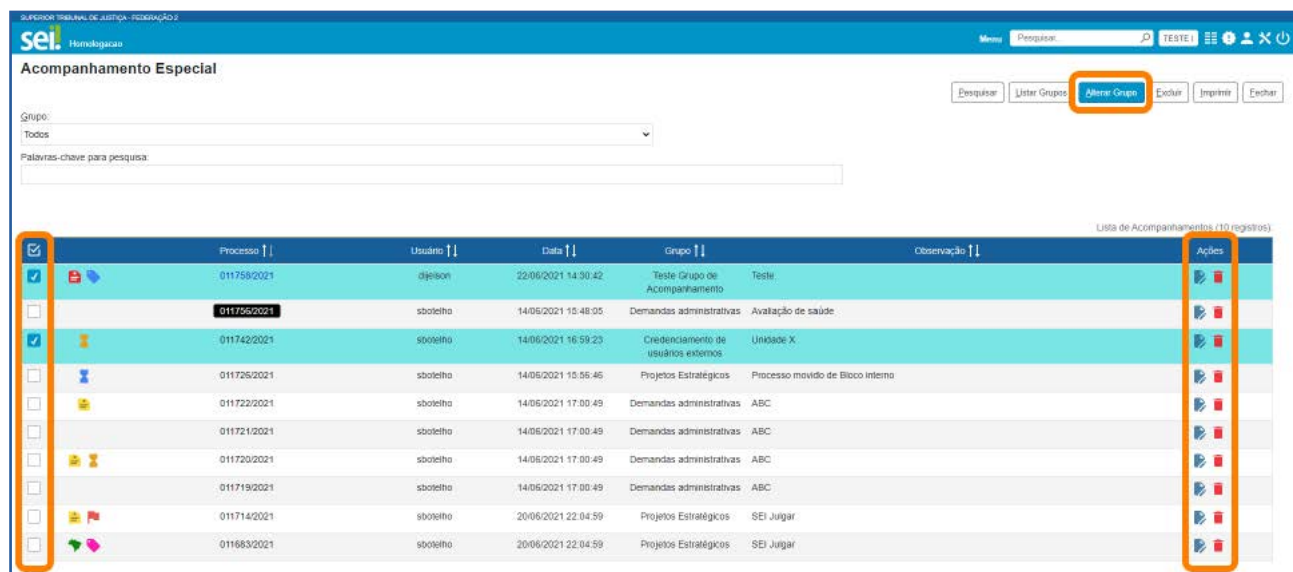 SUPERIOR TRIBUNAL DE JUSTIÇA - FEDERAÇÃO 2
sei! Homologacao Menu Pesquisar... TESTE I
Acompanhamento Especial
Pesquisar Listar Grupos Alterar Grupo Excluir Imprimir Fechar
Grupo:
Todos
Palavras-chave para pesquisa:
Lista de Acompanhamentos (10 registros):
Processo Usuário Data Grupo Observação Ações
011758/2021 dijeison 22/06/2021 14:30:42 Teste Grupo de Acompanhamento Teste.
011756/2021 sbotelho 14/06/2021 15:48:05 Demandas administrativas Avaliação de saúde
011742/2021 sbotelho 14/06/2021 16:59:23 Credenciamento de usuários externos Unidade X
011726/2021 sbotelho 14/06/2021 15:56:46 Projetos Estratégicos Processo movido de Bloco interno
011722/2021 sbotelho 14/06/2021 17:00:49 Demandas administrativas ABC
011721/2021 sbotelho 14/06/2021 17:00:49 Demandas administrativas ABC
011720/2021 sbotelho 14/06/2021 17:00:49 Demandas administrativas ABC
011719/2021 sbotelho 14/06/2021 17:00:49 Demandas administrativas ABC
011714/2021 sbotelho 20/06/2021 22:04:59 Projetos Estratégicos SEI Julgar
011683/2021 sbotelho 20/06/2021 22:04:59 Projetos Estratégicos SEI Julgar